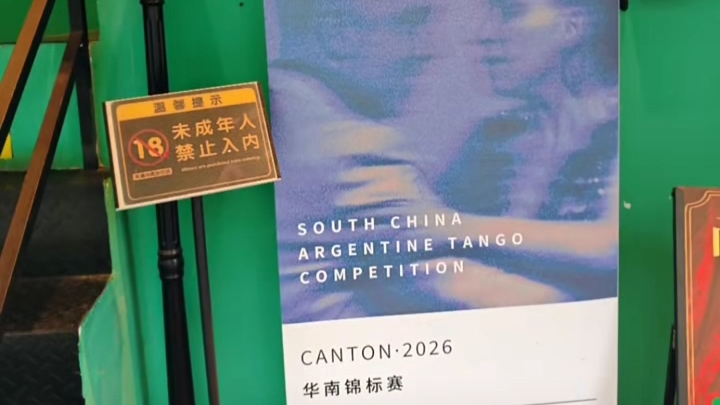 温馨提示
18
未成年人
禁止入内
SOUTH CHINA
ARGENTINE TANGO
COMPETITION
CANTON·2026
华南锦标赛